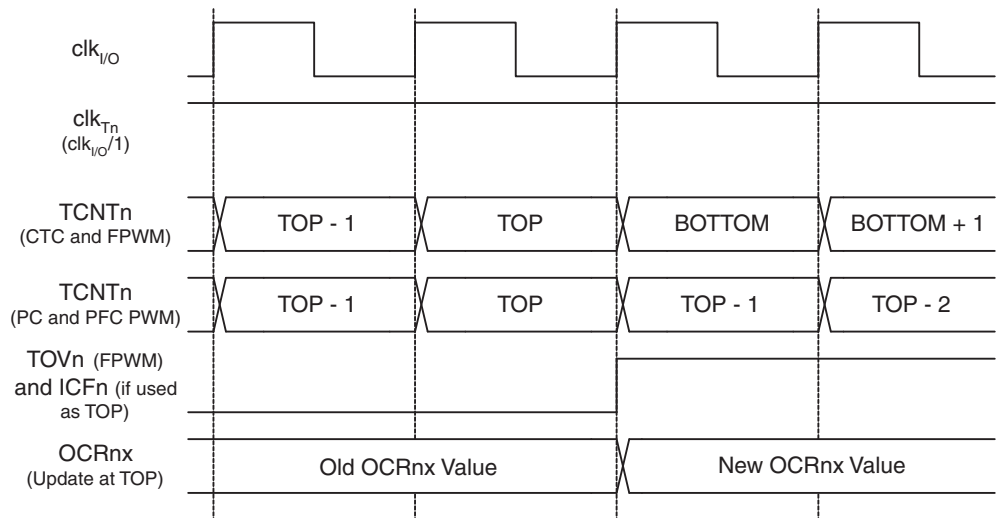 clkI/O
clkTn
(clkI/O/1)
TCNTn
(CTC and FPWM)
TOP - 1
TOP
BOTTOM
BOTTOM + 1
TCNTn
(PC and PFC PWM)
TOP - 1
TOP
TOP - 1
TOP - 2
TOVn (FPWM)
and ICFn (if used
as TOP)
OCRnx
(Update at TOP)
Old OCRnx Value
New OCRnx Value